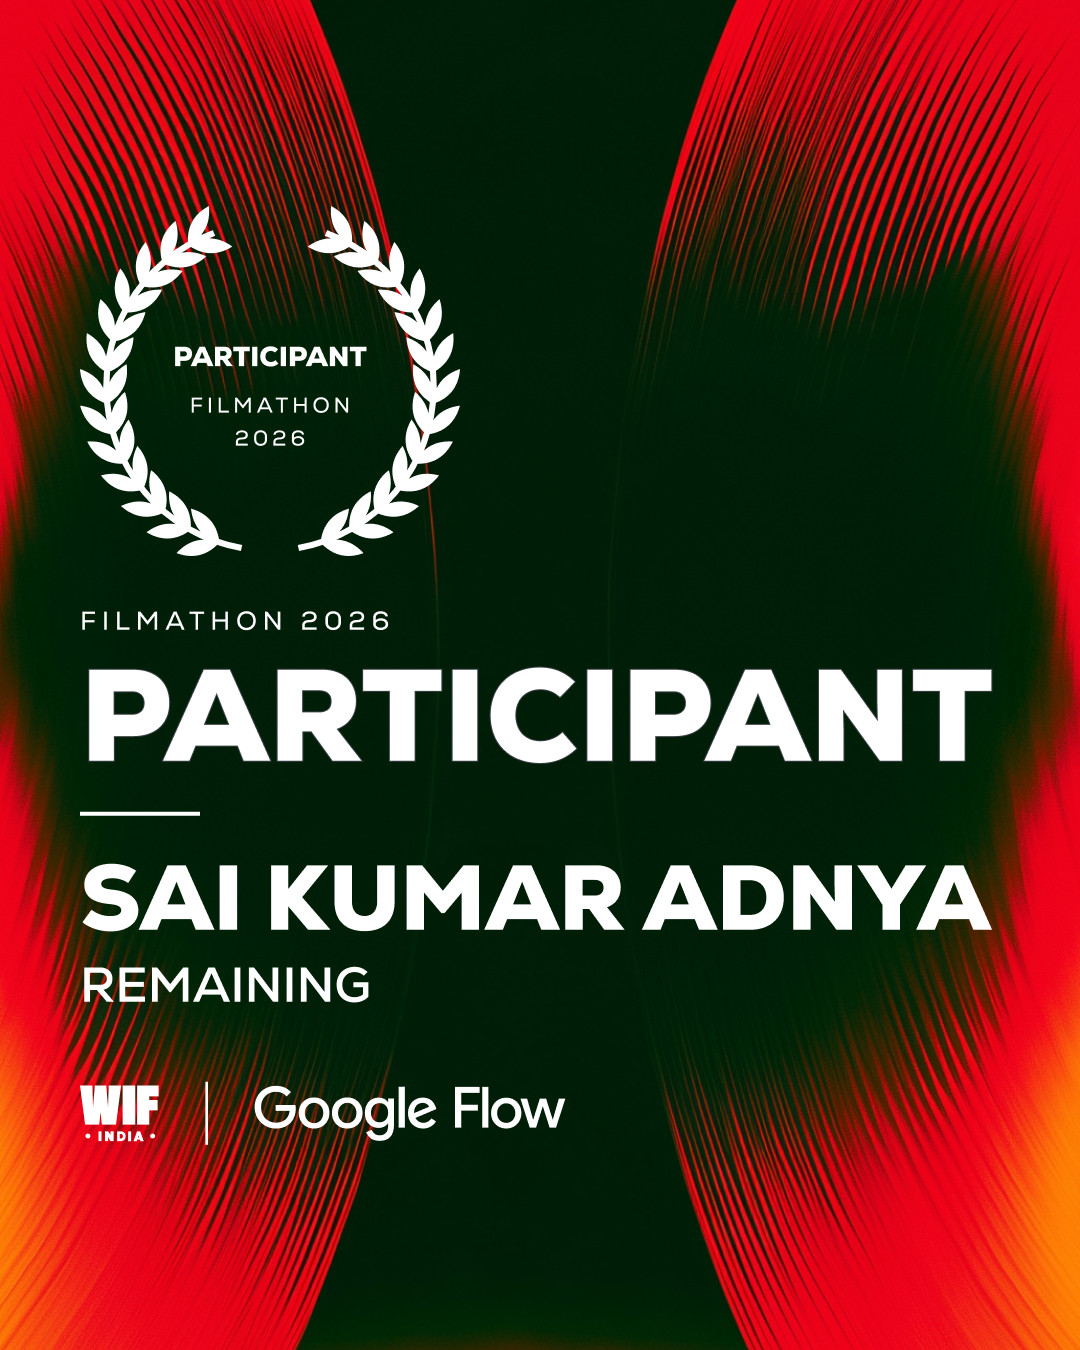 PARTICIPANT
FILMATHON
2026
FILMATHON 2026
PARTICIPANT
SAI KUMAR ADNYA
REMAINING
WIF
• INDIA •
Google Flow